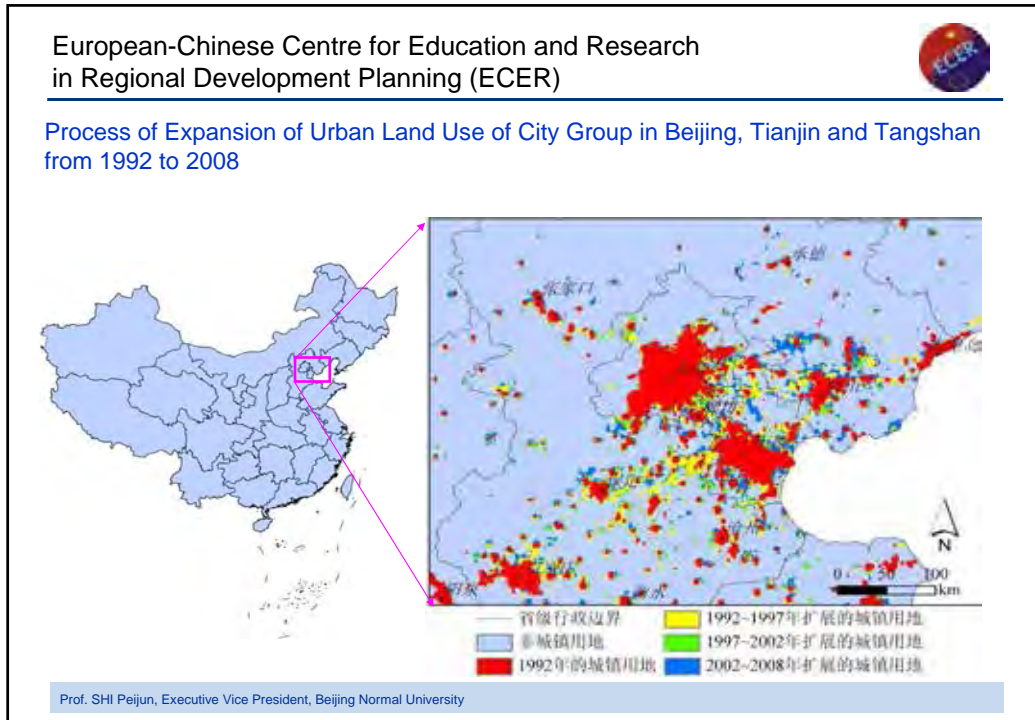 European-Chinese Centre for Education and Research
in Regional Development Planning (ECER)
ECER
Process of Expansion of Urban Land Use of City Group in Beijing, Tianjin and Tangshan
from 1992 to 2008
承德
张家口
N
0 50 100
km
省级行政边界
非城镇用地
1992年的城镇用地
1992~1997年扩展的城镇用地
1997~2002年扩展的城镇用地
2002~2008年扩展的城镇用地
Prof. SHI Peijun, Executive Vice President, Beijing Normal University